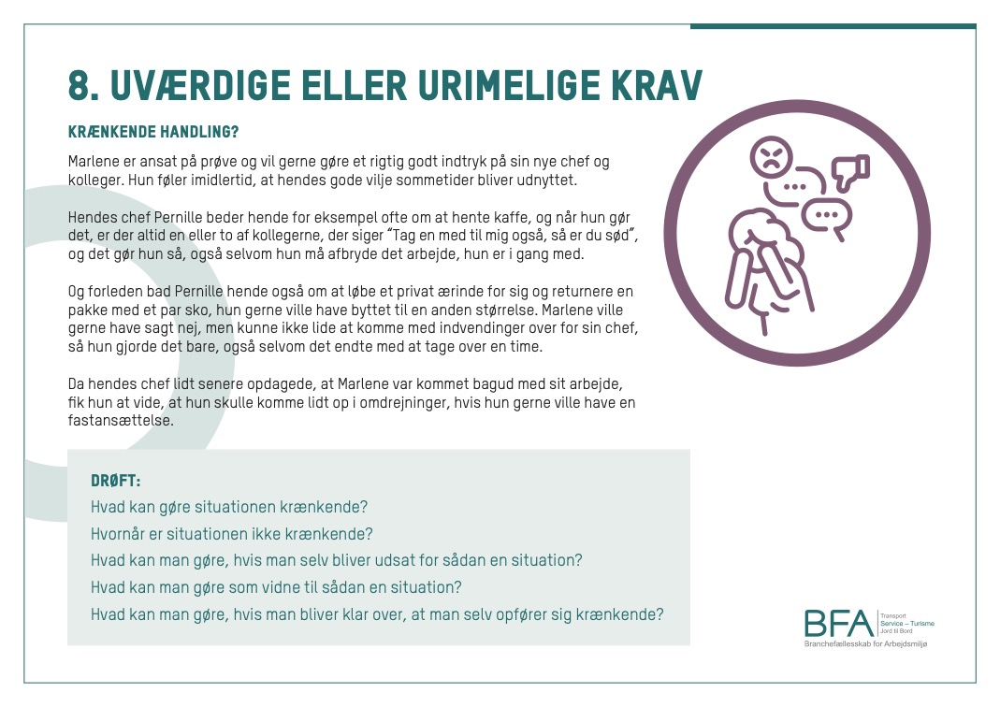 8. UVÆRDIGE ELLER URIMELIGE KRAV
KRÆNKENDE HANDLING?
Marlene er ansat på prøve og vil gerne gøre et rigtig godt indtryk på sin nye chef og
kolleger. Hun føler imidlertid, at hendes gode vilje sommetider bliver udnyttet.
Hendes chef Pernille beder hende for eksempel ofte om at hente kaffe, og når hun gør
det, er der altid en eller to af kollegerne, der siger “Tag en med til mig også, så er du sød”,
og det gør hun så, også selvom hun må afbryde det arbejde, hun er i gang med.
Og forleden bad Pernille hende også om at løbe et privat ærinde for sig og returnere en
pakke med et par sko, hun gerne ville have byttet til en anden størrelse. Marlene ville
gerne have sagt nej, men kunne ikke lide at komme med indvendinger over for sin chef,
så hun gjorde det bare, også selvom det endte med at tage over en time.
Da hendes chef lidt senere opdagede, at Marlene var kommet bagud med sit arbejde,
fik hun at vide, at hun skulle komme lidt op i omdrejninger, hvis hun gerne ville have en
fastansættelse.
DRØFT:
Hvad kan gøre situationen krænkende?
Hvornår er situationen ikke krænkende?
Hvad kan man gøre, hvis man selv bliver udsat for sådan en situation?
Hvad kan man gøre som vidne til sådan en situation?
Hvad kan man gøre, hvis man bliver klar over, at man selv opfører sig krænkende?
BFA
Transport
Service – Turisme
Jord til Bord
Branchefællesskab for Arbejdsmiljø